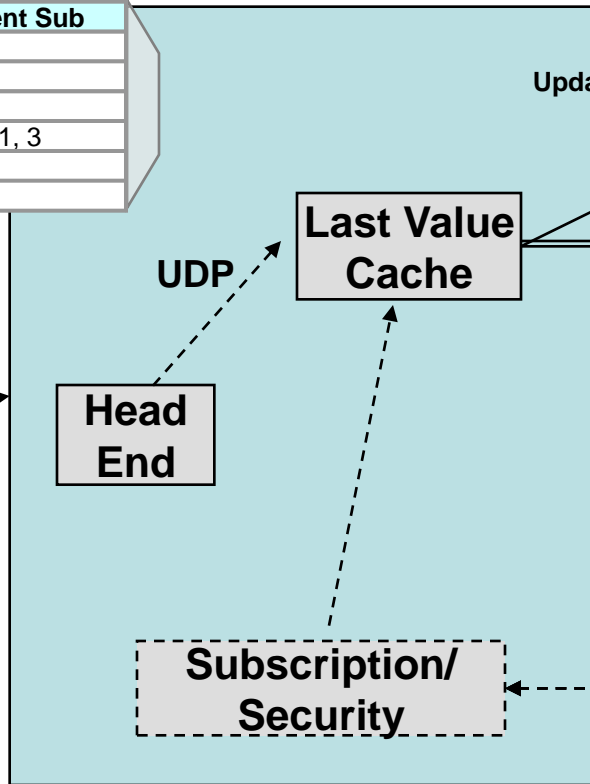 ent Sub
1, 3
Upda
Last Value
Cache
UDP
Head
End
Subscription/
Security